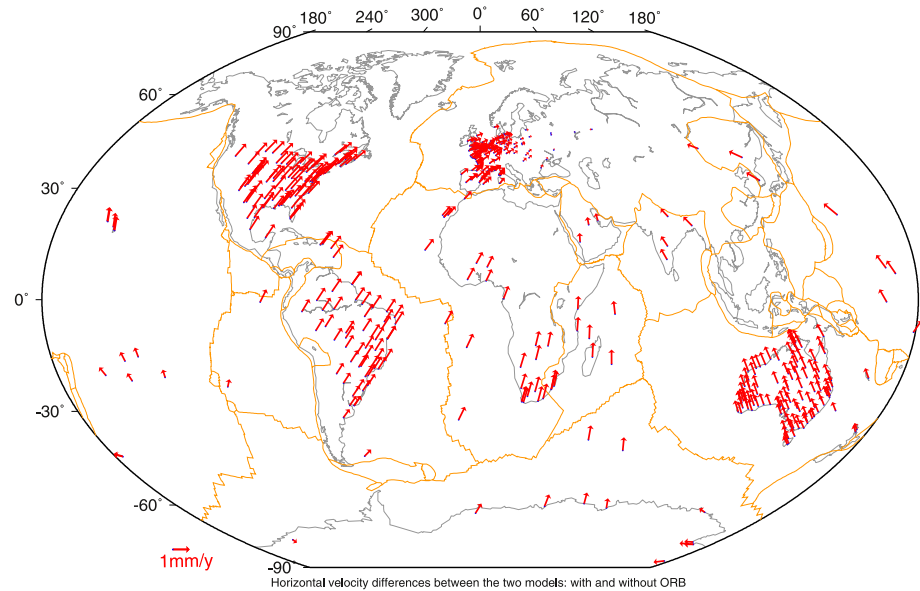 180° 240° 300° 0° 60° 120° 180°
90°
60°
30°
0°
-30°
-60°
-90°
1mm/y
Horizontal velocity differences between the two models: with and without ORB